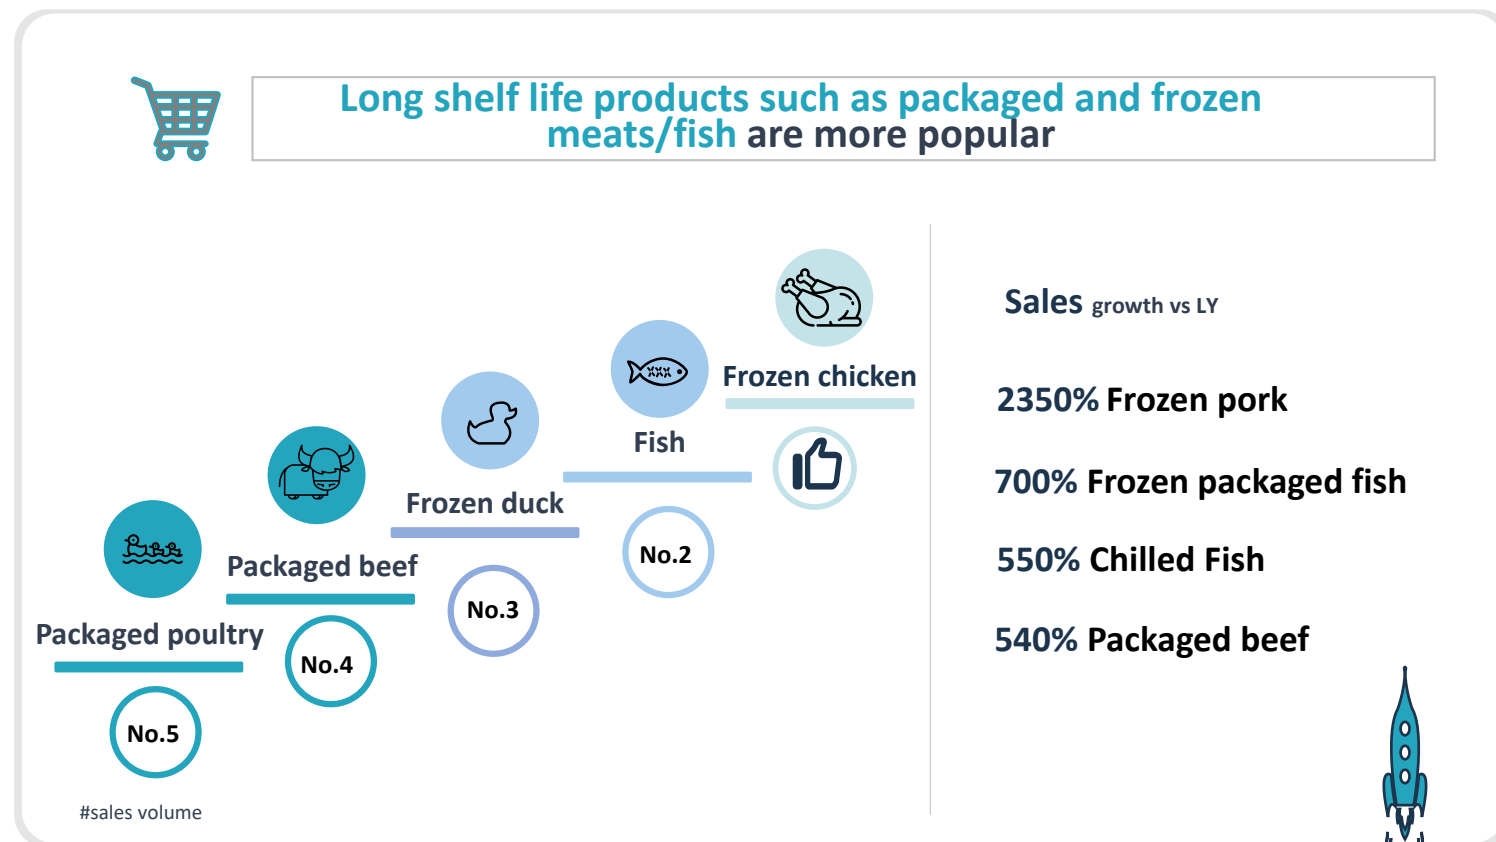 Long shelf life products such as packaged and frozen
meats/fish are more popular
Frozen chicken
Fish
No.2
Frozen duck
No.3
Packaged beef
No.4
Packaged poultry
No.5
#sales volume
Sales growth vs LY
2350% Frozen pork
700% Frozen packaged fish
550% Chilled Fish
540% Packaged beef